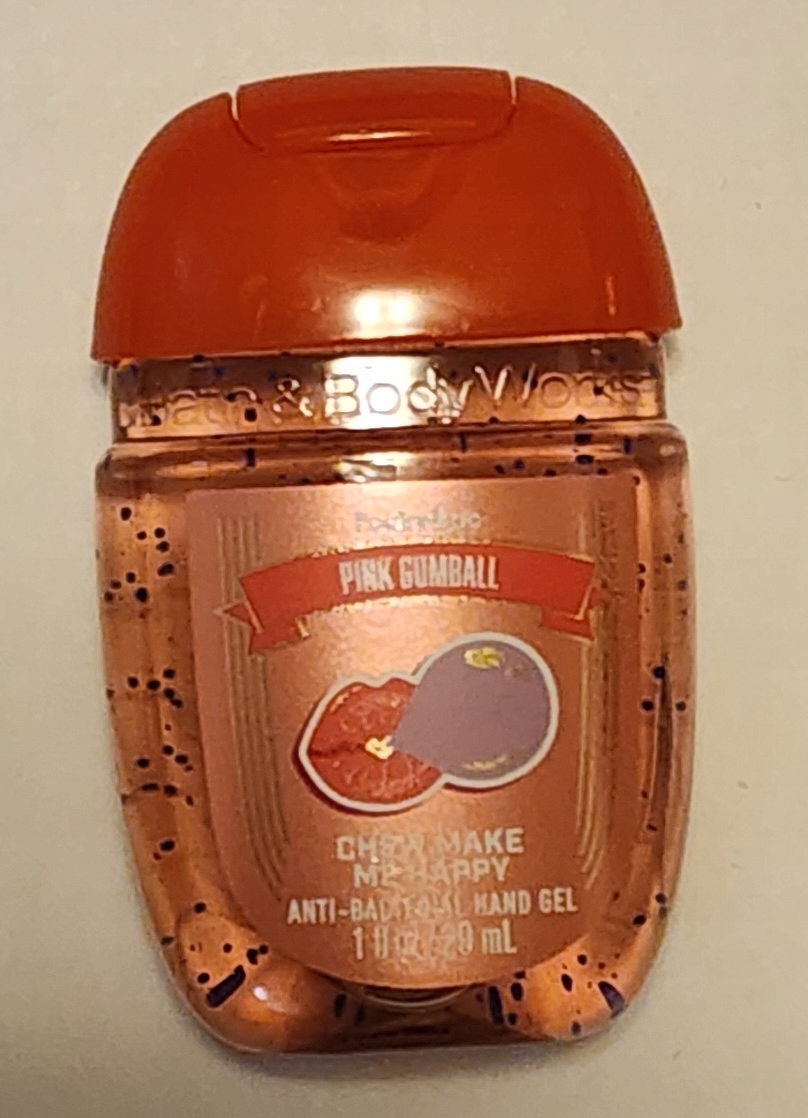 Bath & Body Works
PocketBac
PINK GUMBALL
CHEW MAKE
ME HAPPY
ANTI-BACTERIAL HAND GEL
1 fl oz / 29 mL